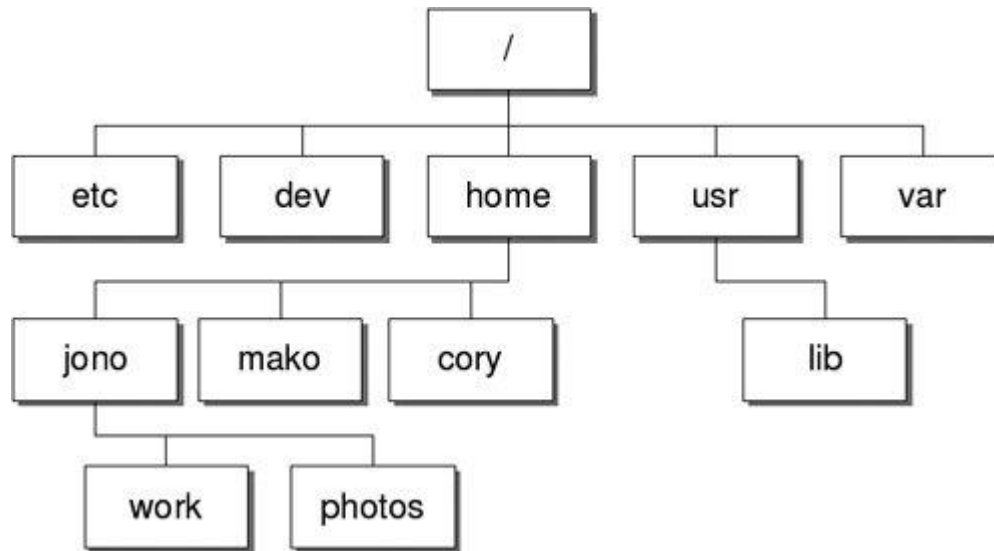 /
etc dev home usr var
jono mako cory lib
work photos